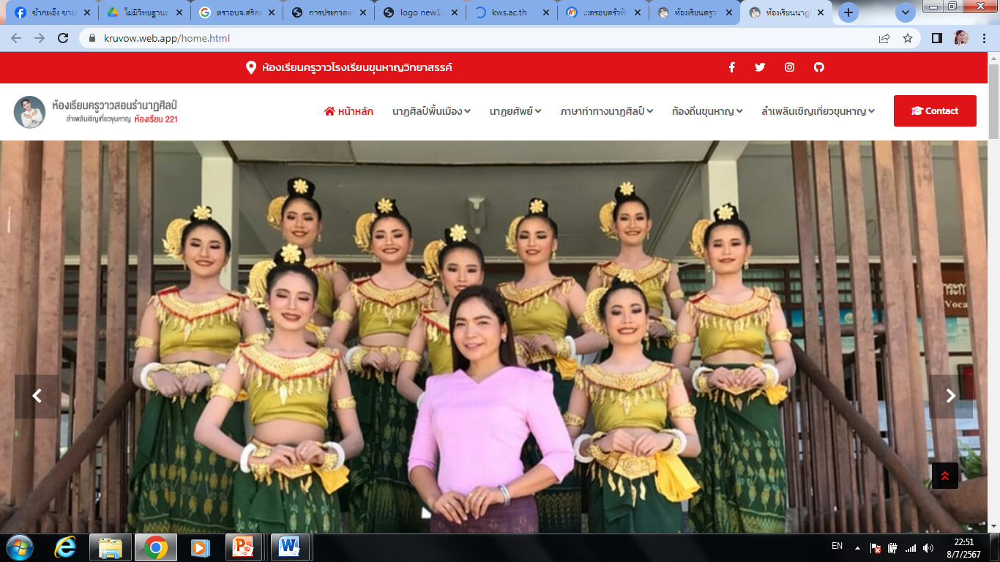 ข้ากะเฮ็ง ขาย
ไม่มีวิทยฐานะ
ตราอบจ.ศรีสะ
การประกวด
logo new1.
kws.ac.th
.::ครอบครัวฟ้า
ห้องเรียนครูวา
ห้องเรียนนาฏ
kruvow.web.app/home.html
ห้องเรียนครูวาวโรงเรียนขุนหาญวิทยาสรรค์
ห้องเรียนครูวาวสอนรำนาฏศิลป์
ลำเพลินเชิญเที่ยวขุนหาญ ห้องเรียน 221
หน้าหลัก
นาฏศิลป์พื้นเมือง
นาฏยศัพย์
ภาษาท่าทางนาฏศิลป์
ท้องถิ่นขุนหาญ
ลำเพลินเชิญเที่ยวขุนหาญ
Contact
Voca
EN
22:51
8/7/2567